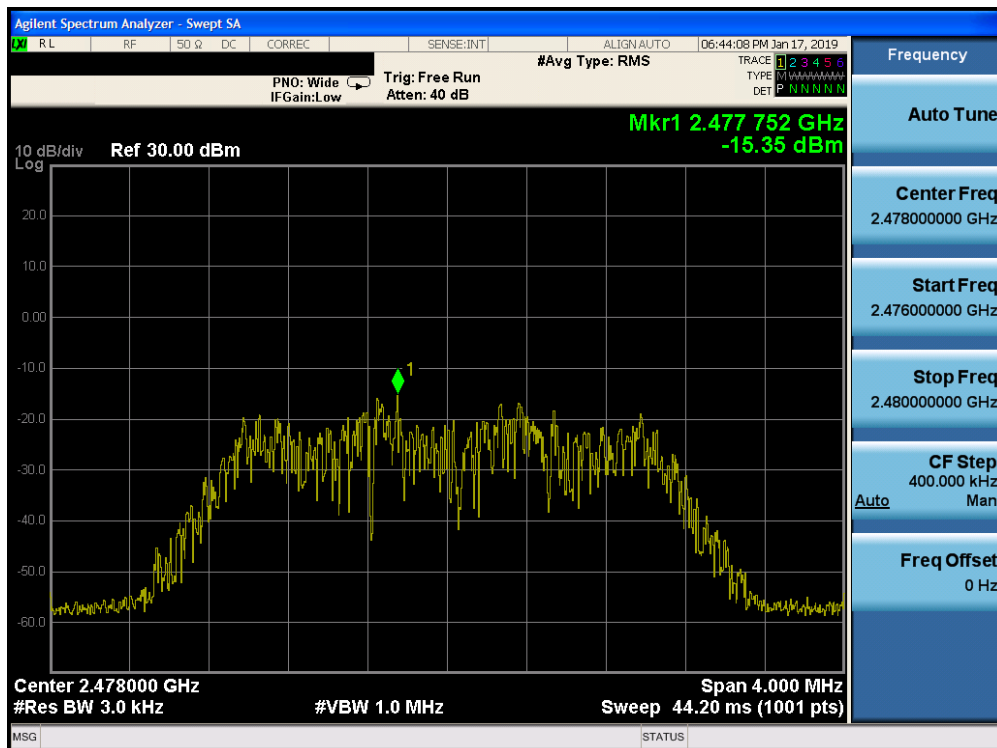 Agilent Spectrum Analyzer - Swept SA
LXI RL RF 50 Ω DC CORREC SENSE:INT ALIGN AUTO 06:44:08 PM Jan 17, 2019
Frequency
#Avg Type: RMS
TRACE 1 2 3 4 5 6
PNO: Wide Trig: Free Run
TYPE M WWWWWW
IFGain:Low Atten: 40 dB
DET P N N N N N
Auto Tune
Mkr1 2.477 752 GHz
-15.35 dBm
10 dB/div Ref 30.00 dBm
Log
20.0
10.0
0.00
-10.0
-20.0
-30.0
-40.0
-50.0
-60.0
1
Center Freq
2.478000000 GHz
Start Freq
2.476000000 GHz
Stop Freq
2.480000000 GHz
CF Step
400.000 kHz
Auto Man
Freq Offset
0 Hz
Center 2.478000 GHz Span 4.000 MHz
#Res BW 3.0 kHz #VBW 1.0 MHz Sweep 44.20 ms (1001 pts)
MSG STATUS